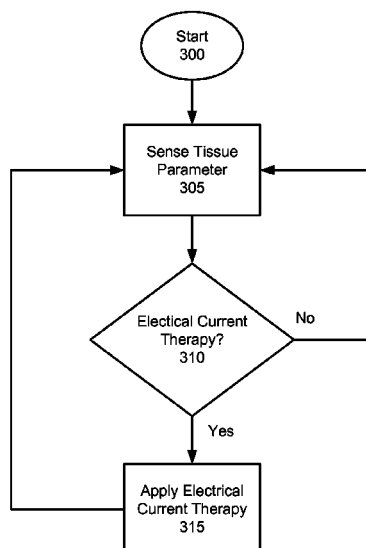 Start
300
Sense Tissue
Parameter
305
Electical Current
Therapy?
310
No
Yes
Apply Electrical
Current Therapy
315